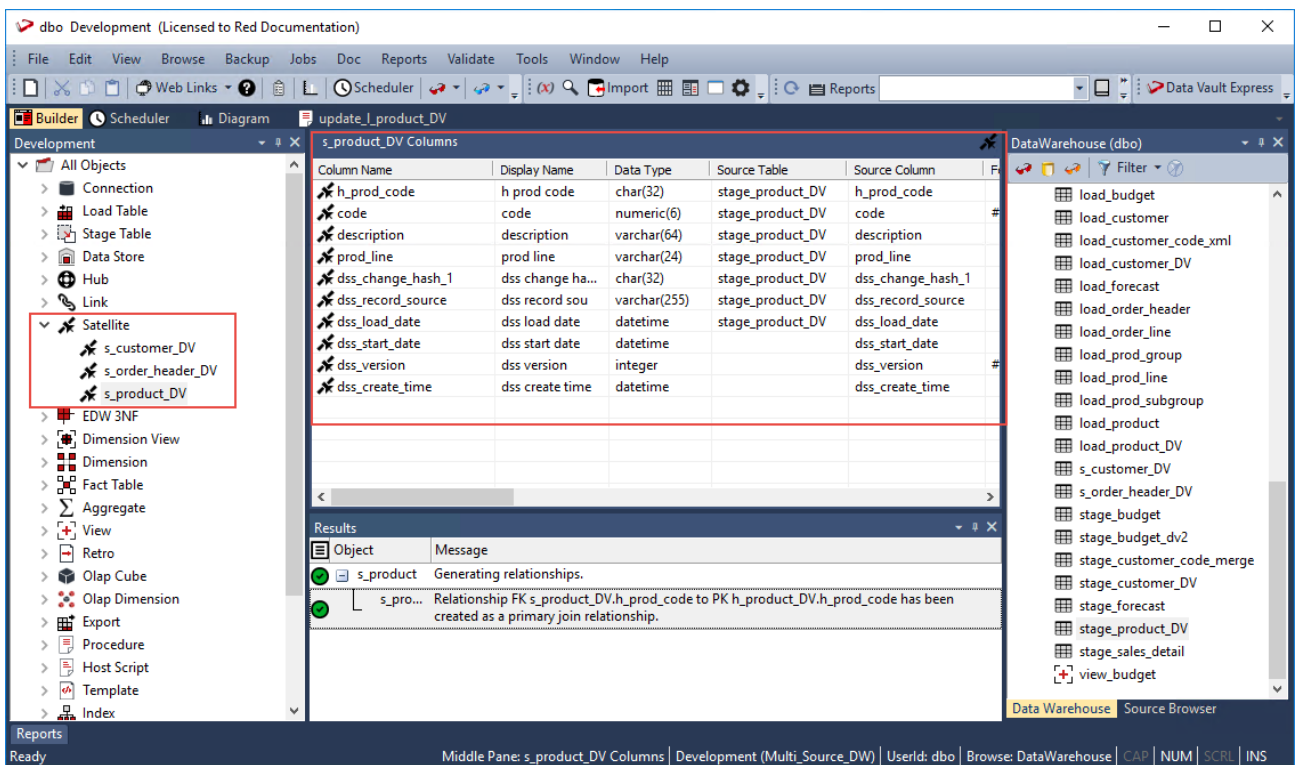 dbo Development (Licensed to Red Documentation)
File Edit View Browse Backup Jobs Doc Reports Validate Tools Window Help
Web Links Scheduler (x) Import Reports Data Vault Express
Builder Scheduler Diagram update_l_product_DV
Development
All Objects
Connection
Load Table
Stage Table
Data Store
Hub
Link
Satellite
s_customer_DV
s_order_header_DV
s_product_DV
EDW 3NF
Dimension View
Dimension
Fact Table
Aggregate
View
Retro
Olap Cube
Olap Dimension
Export
Procedure
Host Script
Template
Index
s_product_DV Columns
Column Name Display Name Data Type Source Table Source Column
h_prod_code h prod code char(32) stage_product_DV h_prod_code
code code numeric(6) stage_product_DV code #
description description varchar(64) stage_product_DV description
prod_line prod line varchar(24) stage_product_DV prod_line
dss_change_hash_1 dss change ha... char(32) stage_product_DV dss_change_hash_1
dss_record_source dss record sou varchar(255) stage_product_DV dss_record_source
dss_load_date dss load date datetime stage_product_DV dss_load_date
dss_start_date dss start date datetime dss_start_date
dss_version dss version integer dss_version #
dss_create_time dss create time datetime dss_create_time
Results
Object Message
s_product Generating relationships.
s_pro... Relationship FK s_product_DV.h_prod_code to PK h_product_DV.h_prod_code has been
created as a primary join relationship.
DataWarehouse (dbo)
Filter
load_budget
load_customer
load_customer_code_xml
load_customer_DV
load_forecast
load_order_header
load_order_line
load_prod_group
load_prod_line
load_prod_subgroup
load_product
load_product_DV
s_customer_DV
s_order_header_DV
stage_budget
stage_budget_dv2
stage_customer_code_merge
stage_customer_DV
stage_forecast
stage_product_DV
stage_sales_detail
view_budget
Data Warehouse Source Browser
Reports
Ready Middle Pane: s_product_DV Columns Development (Multi_Source_DW) UserId: dbo Browse: DataWarehouse CAP NUM SCRL INS